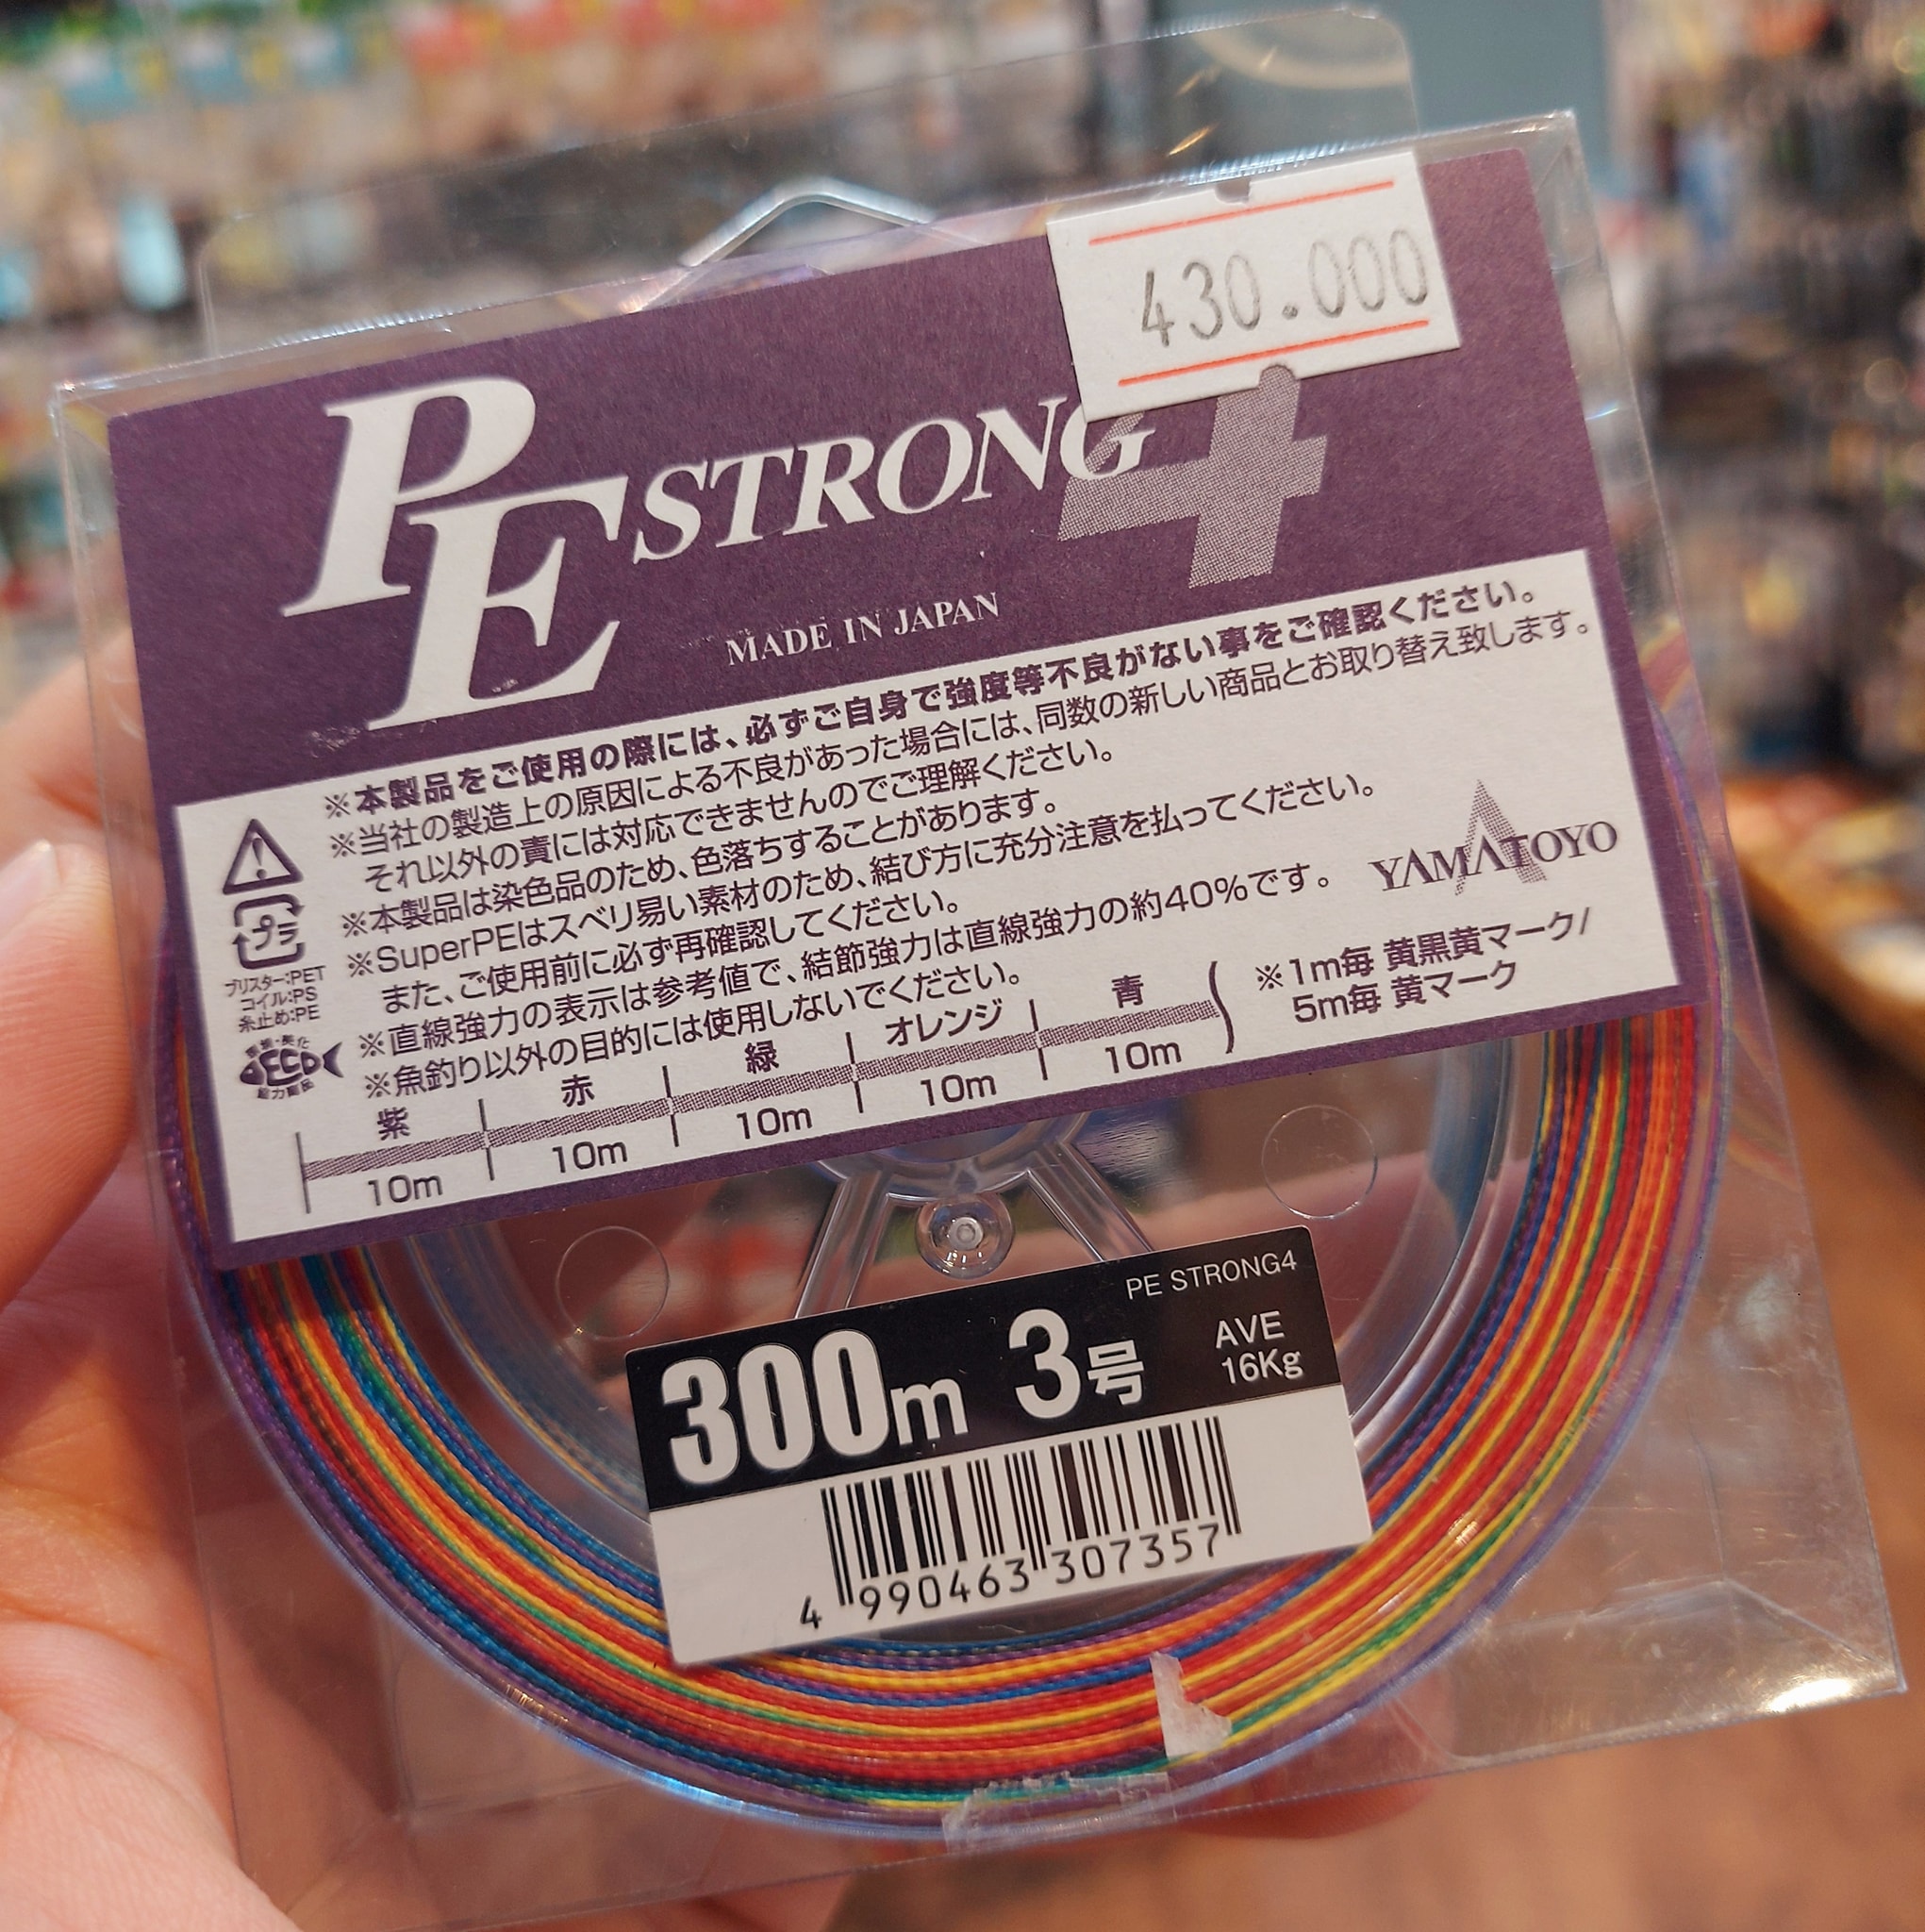 430.000
PE STRONG 4
MADE IN JAPAN
※本製品をご使用の際には、必ずご自身で強度等不良がない事をご確認ください。
※当社の製造上の原因による不良があった場合には、同数の新しい商品とお取り替え致します。
それ以外の責には対応できませんのでご理解ください。
※本製品は染色品のため、色落ちすることがあります。
※SuperPEはスベリ易い素材のため、結び方に充分注意を払ってください。
また、ご使用前に必ず再確認してください。
※直線強力の表示は参考値で、結節強力は直線強力の約40%です。
※魚釣り以外の目的には使用しないでください。
プラ
ブリスター:PET
コイル:PS
糸止め:PE
ECO
YAMATOYO
紫 赤 緑 オレンジ 青
10m 10m 10m 10m 10m
※1m毎 黄黒黄マーク/
5m毎 黄マーク
PE STRONG4
300m 3号 AVE
16Kg
4 990463 307357